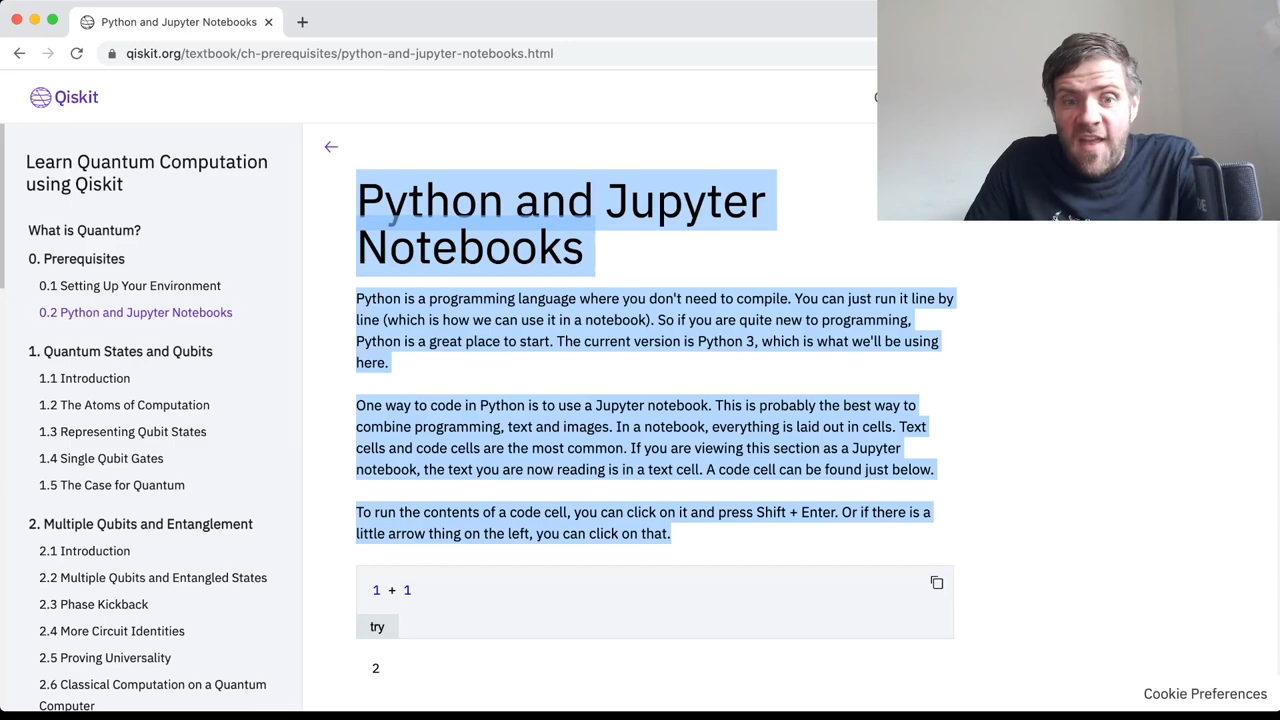 Python and Jupyter Notebooks
qiskit.org/textbook/ch-prerequisites/python-and-jupyter-notebooks.html
Qiskit
Learn Quantum Computation
using Qiskit
What is Quantum?
0. Prerequisites
0.1 Setting Up Your Environment
0.2 Python and Jupyter Notebooks
1. Quantum States and Qubits
1.1 Introduction
1.2 The Atoms of Computation
1.3 Representing Qubit States
1.4 Single Qubit Gates
1.5 The Case for Quantum
2. Multiple Qubits and Entanglement
2.1 Introduction
2.2 Multiple Qubits and Entangled States
2.3 Phase Kickback
2.4 More Circuit Identities
2.5 Proving Universality
2.6 Classical Computation on a Quantum
Computer
Python and Jupyter
Notebooks
Python is a programming language where you don't need to compile. You can just run it line by
line (which is how we can use it in a notebook). So if you are quite new to programming,
Python is a great place to start. The current version is Python 3, which is what we'll be using
here.
One way to code in Python is to use a Jupyter notebook. This is probably the best way to
combine programming, text and images. In a notebook, everything is laid out in cells. Text
cells and code cells are the most common. If you are viewing this section as a Jupyter
notebook, the text you are now reading is in a text cell. A code cell can be found just below.
To run the contents of a code cell, you can click on it and press Shift + Enter. Or if there is a
little arrow thing on the left, you can click on that.
1 + 1
try
2
Cookie Preferences